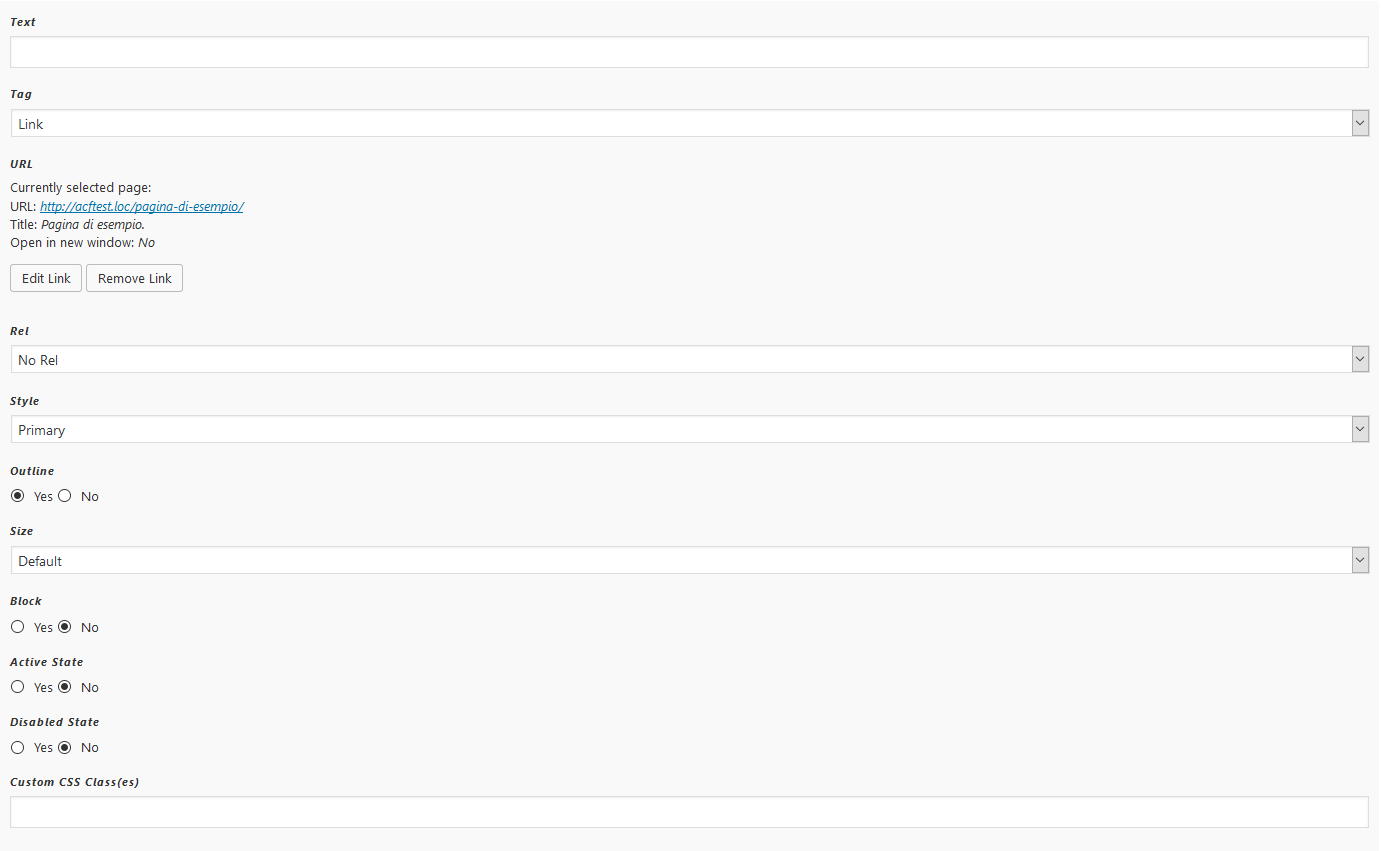 Text
Tag
Link
URL
Currently selected page:
URL: http://acftest.loc/pagina-di-esempio/
Title: Pagina di esempio.
Open in new window: No
Edit Link Remove Link
Rel
No Rel
Style
Primary
Outline
Yes No
Size
Default
Block
Yes No
Active State
Yes No
Disabled State
Yes No
Custom CSS Class(es)